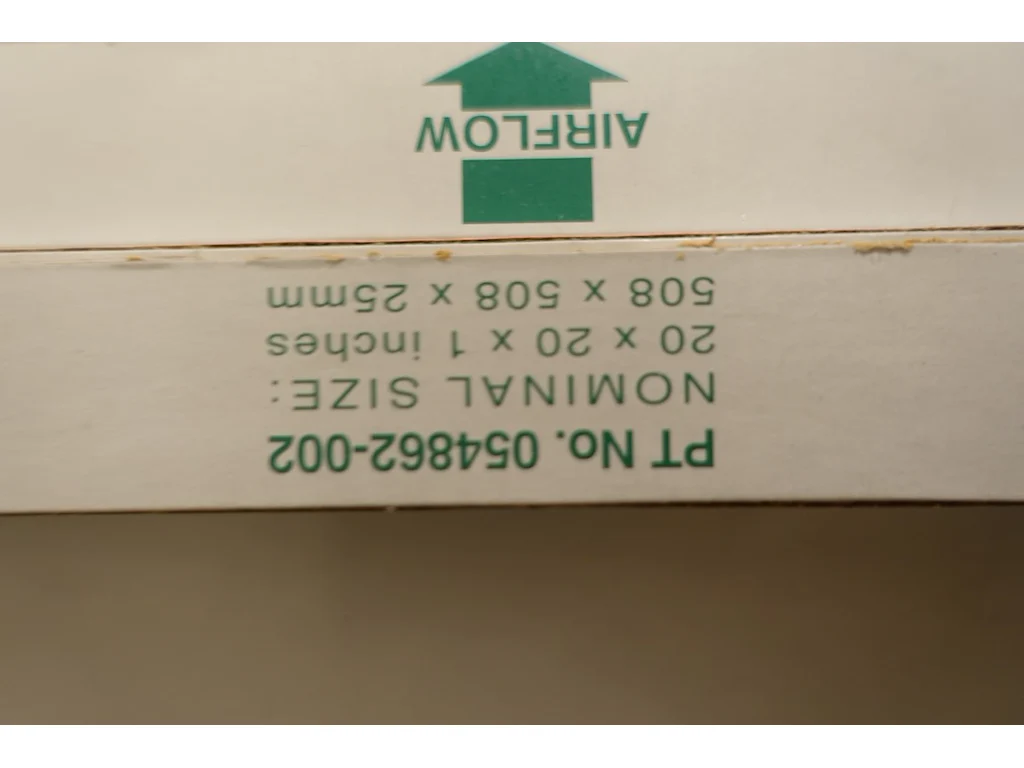 PT No. 054862-002
NOMINAL SIZE:
20 x 20 x 1 inches
508 x 508 x 25mm
AIRFLOW